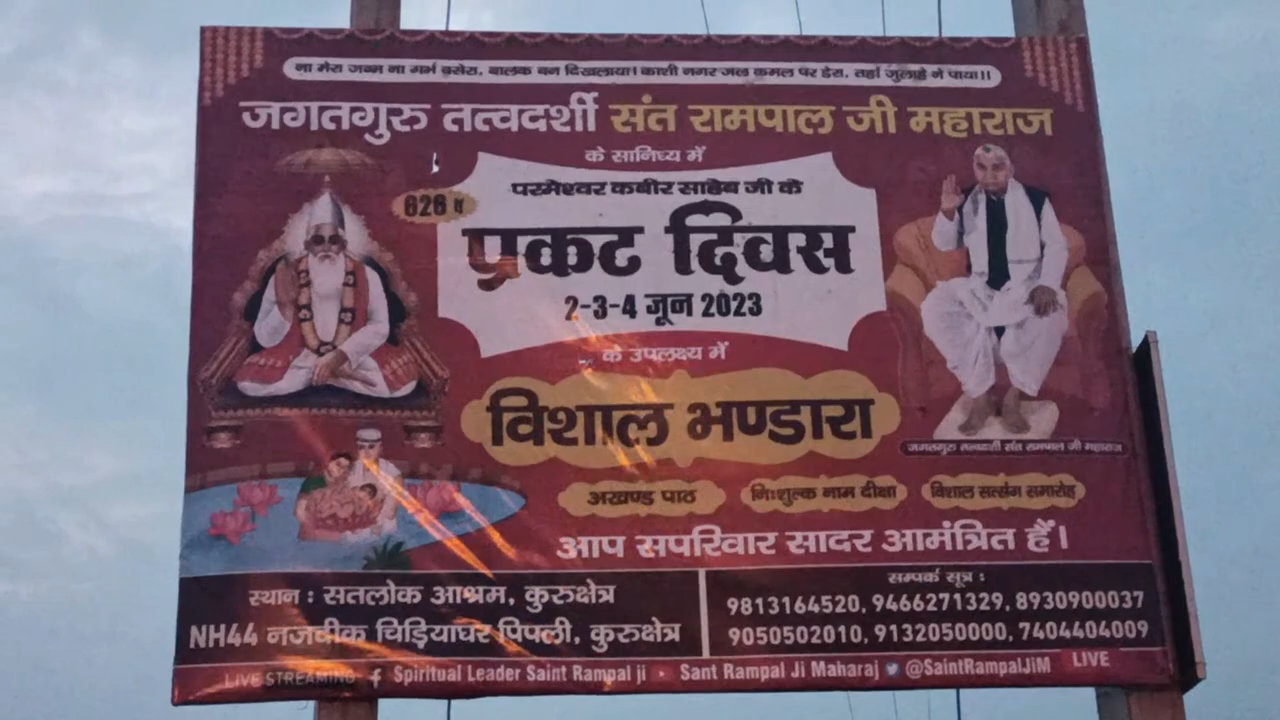 ना मेरा जन्म ना गर्भ बसेरा, बालक बन दिखलाया। काशी नगर जल कमल पर डेरा, तहाँ जुलाहे ने पाया।।
जगतगुरु तत्वदर्शी संत रामपाल जी महाराज
के सानिध्य में
परमेश्वर कबीर साहेब जी के
626 वें
प्रकट दिवस
2-3-4 जून 2023
के उपलक्ष्य में
विशाल भण्डारा
जगतगुरु तत्वदर्शी संत रामपाल जी महाराज
अखण्ड पाठ निःशुल्क नाम दीक्षा विशाल सत्संग समारोह
आप सपरिवार सादर आमंत्रित हैं।
स्थान : सतलोक आश्रम, कुरुक्षेत्र
NH44 नजदीक चिड़ियाघर पिपली, कुरुक्षेत्र
सम्पर्क सूत्र :
9813164520, 9466271329, 8930900037
9050502010, 9132050000, 7404404009
LIVE STREAMING Spiritual Leader Saint Rampal ji Sant Rampal Ji Maharaj @SaintRampalJiM LIVE